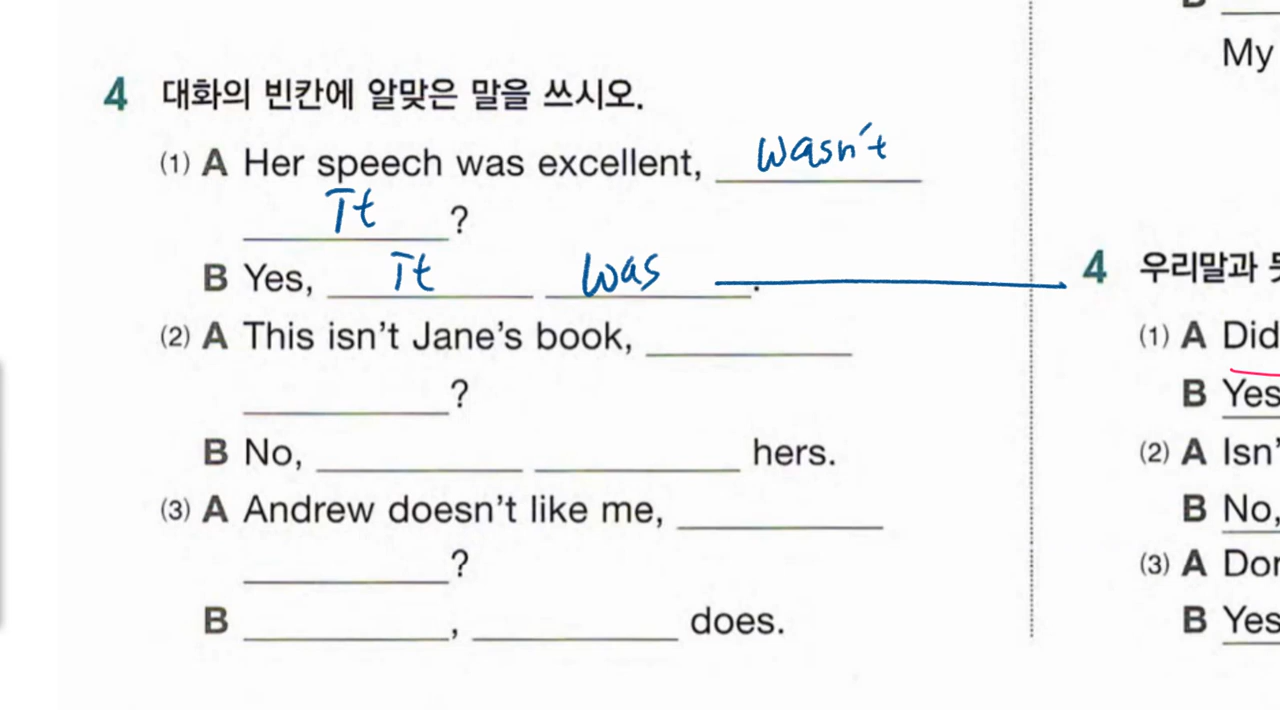 My
4 대화의 빈칸에 알맞은 말을 쓰시오.
(1) A Her speech was excellent, wasn't
It ?
B Yes, It was .
(2) A This isn't Jane's book,
?
B No, hers.
(3) A Andrew doesn't like me,
?
B , does.
4 우리말과
(1) A Did
B Yes
(2) A Isn'
B No,
(3) A Don
B Yes